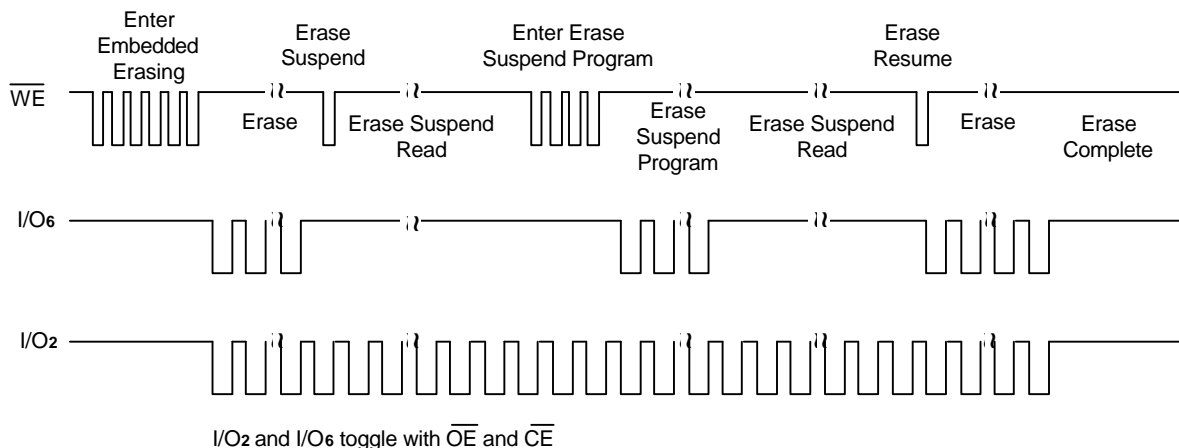 Enter
Embedded
Erasing
Erase
Suspend
Enter Erase
Suspend Program
Erase
Resume
WE
Erase
Erase Suspend
Read
Erase
Suspend
Program
Erase Suspend
Read
Erase
Erase
Complete
I/O6
I/O2
I/O2 and I/O6 toggle with OE and CE